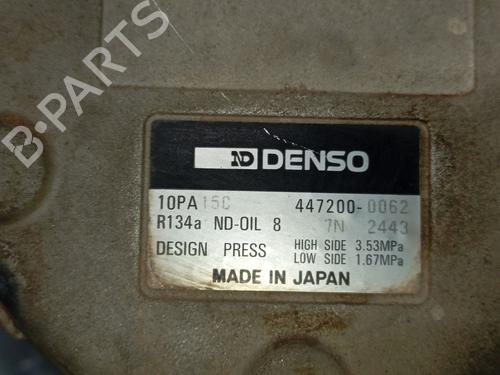 ND DENSO
10PA15C 447200-0062
R134a ND-OIL 8 7N 2443
DESIGN PRESS HIGH SIDE 3.53MPa
LOW SIDE 1.67MPa
MADE IN JAPAN
B-PARTS